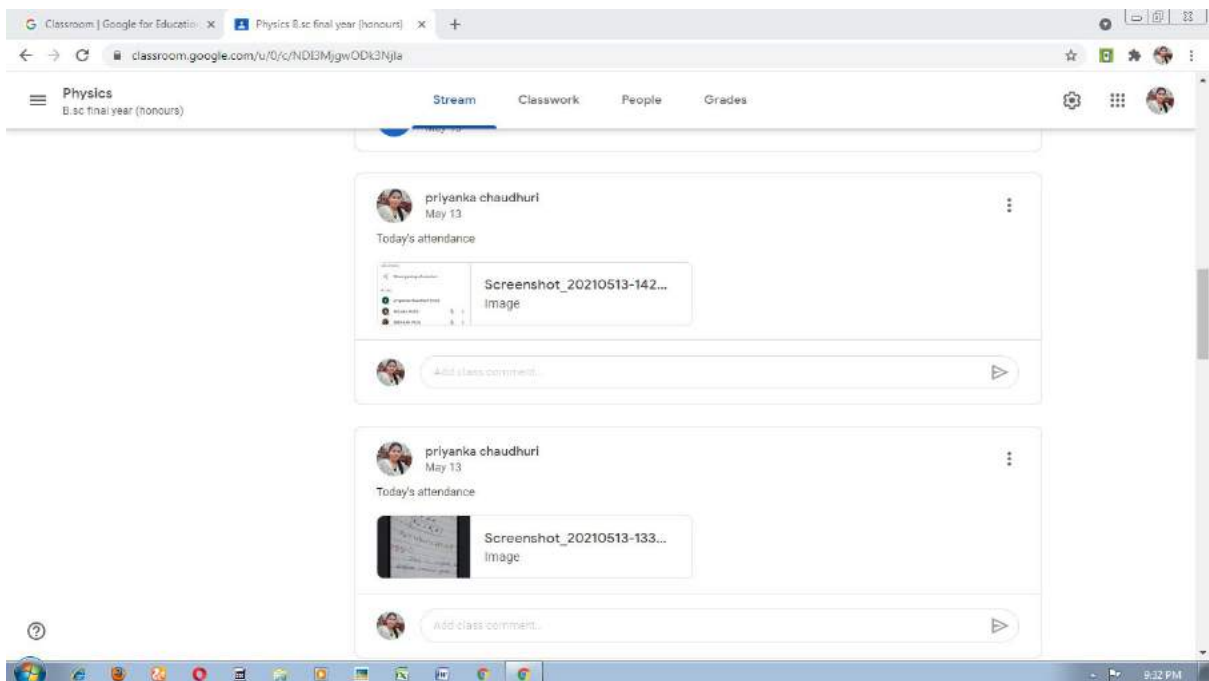 Classroom | Google for Education
Physics B.sc final year (honours)
classroom.google.com/u/0/c/NDI3MjgwODk3Njla
Physics
B.sc final year (honours)
Stream
Classwork
People
Grades
priyanka chaudhuri
May 13
Today's attendance
Screenshot_20210513-142...
Image
Add class comment...
priyanka chaudhuri
May 13
Today's attendance
Screenshot_20210513-133...
Image
Add class comment...
9:32 PM